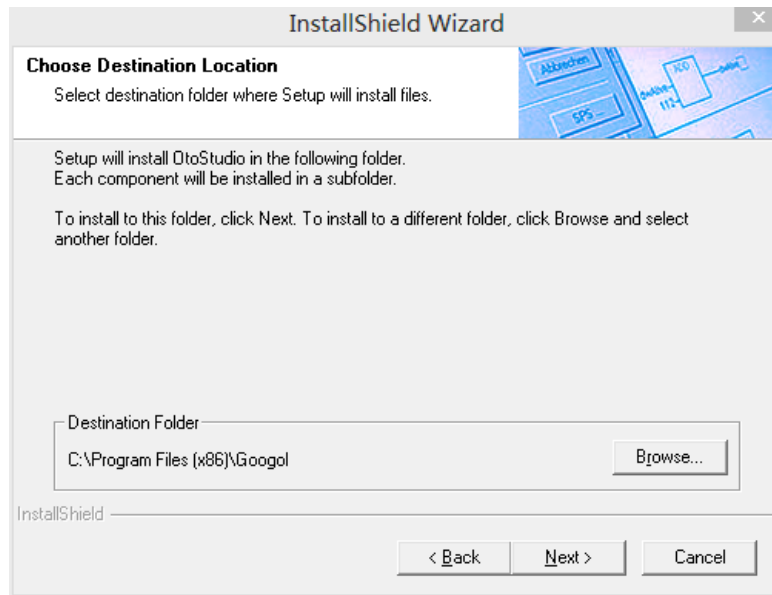 InstallShield Wizard
Choose Destination Location
Select destination folder where Setup will install files.
Abbrechen
SPS ...
Setup will install OtoStudio in the following folder.
Each component will be installed in a subfolder.
To install to this folder, click Next. To install to a different folder, click Browse and select
another folder.
Destination Folder
C:\Program Files (x86)\Googol
Browse...
InstallShield
< Back
Next >
Cancel